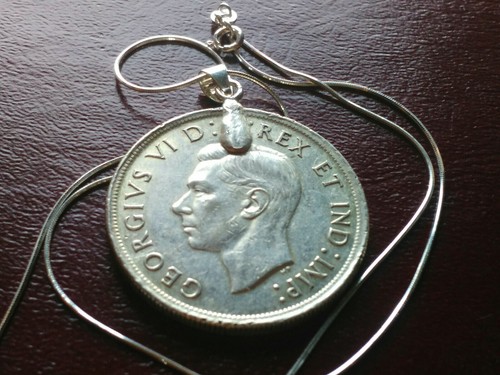 GEORGIVS VI D: REX ET IND: IMP: